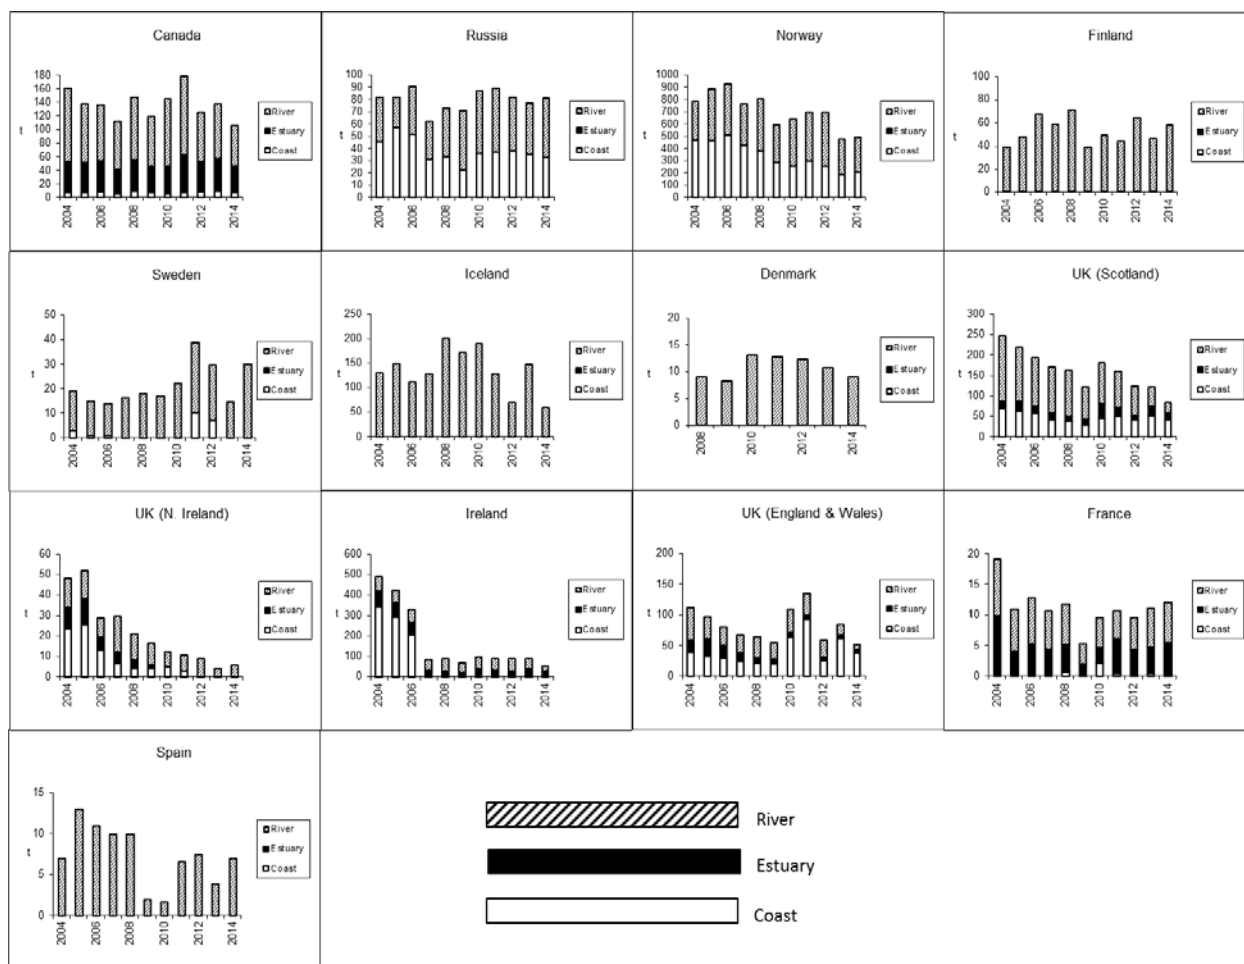 Canada
180
160
140
120
100
80
60
40
20
0
t
2004
2006
2008
2010
2012
2014
River
Estuary
Coast
Russia
100
90
80
70
60
50
40
30
20
10
0
t
2004
2006
2008
2010
2012
2014
River
Estuary
Coast
Norway
1000
900
800
700
600
500
400
300
200
100
0
t
2004
2006
2008
2010
2012
2014
River
Estuary
Coast
Finland
100
80
60
40
20
0
t
2004
2006
2008
2010
2012
2014
River
Estuary
Coast
Sweden
50
40
30
20
10
0
t
2004
2006
2008
2010
2012
2014
River
Estuary
Coast
Iceland
250
200
150
100
50
0
t
2004
2006
2008
2010
2012
2014
River
Estuary
Coast
Denmark
20
15
10
5
0
t
2008
2010
2012
2014
River
Estuary
Coast
UK (Scotland)
300
250
200
150
100
50
0
t
2004
2006
2008
2010
2012
2014
River
Estuary
Coast
UK (N. Ireland)
60
50
40
30
20
10
0
t
2004
2006
2008
2010
2012
2014
River
Estuary
Coast
Ireland
600
500
400
300
200
100
0
t
2004
2006
2008
2010
2012
2014
River
Estuary
Coast
UK (England & Wales)
200
150
100
50
0
t
2004
2006
2008
2010
2012
2014
River
Estuary
Coast
France
20
15
10
5
0
t
2004
2006
2008
2010
2012
2014
River
Estuary
Coast
Spain
15
10
5
0
t
2004
2006
2008
2010
2012
2014
River
Estuary
Coast
River
Estuary
Coast